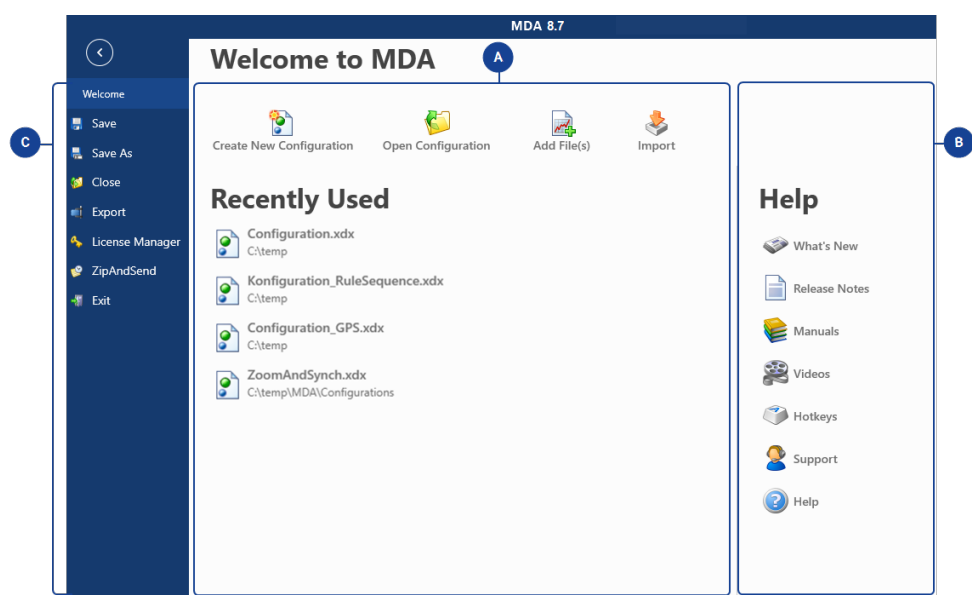 MDA 8.7
Welcome to MDA
A
Welcome
Save
Save As
Close
Export
License Manager
ZipAndSend
Exit
C
Create New Configuration
Open Configuration
Add File(s)
Import
Recently Used
Configuration.xdx
C:\temp
Konfiguration_RuleSequence.xdx
C:\temp
Configuration_GPS.xdx
C:\temp
ZoomAndSynch.xdx
C:\temp\MDA\Configurations
B
Help
What's New
Release Notes
Manuals
Videos
Hotkeys
Support
Help